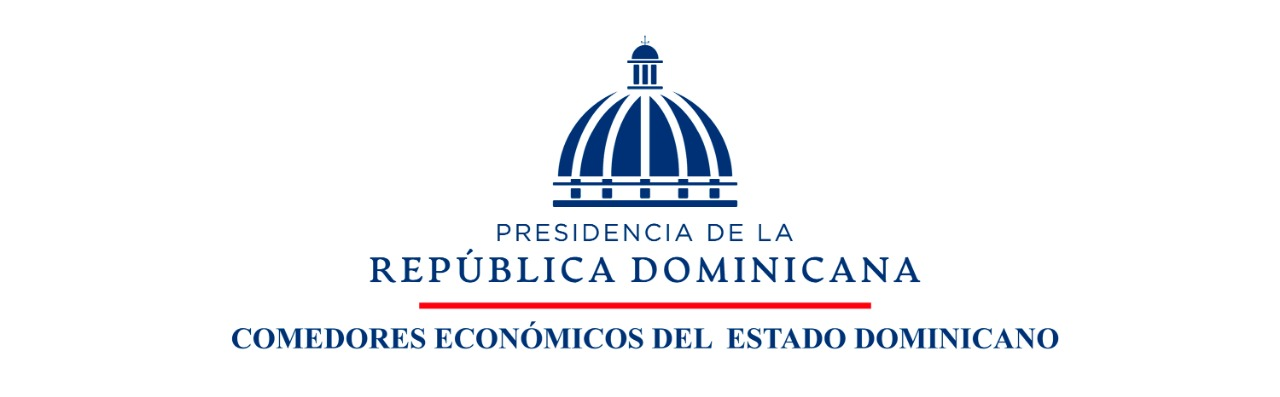 PRESIDENCIA DE LA
REPÚBLICA DOMINICANA
COMEDORES ECONÓMICOS DEL ESTADO DOMINICANO